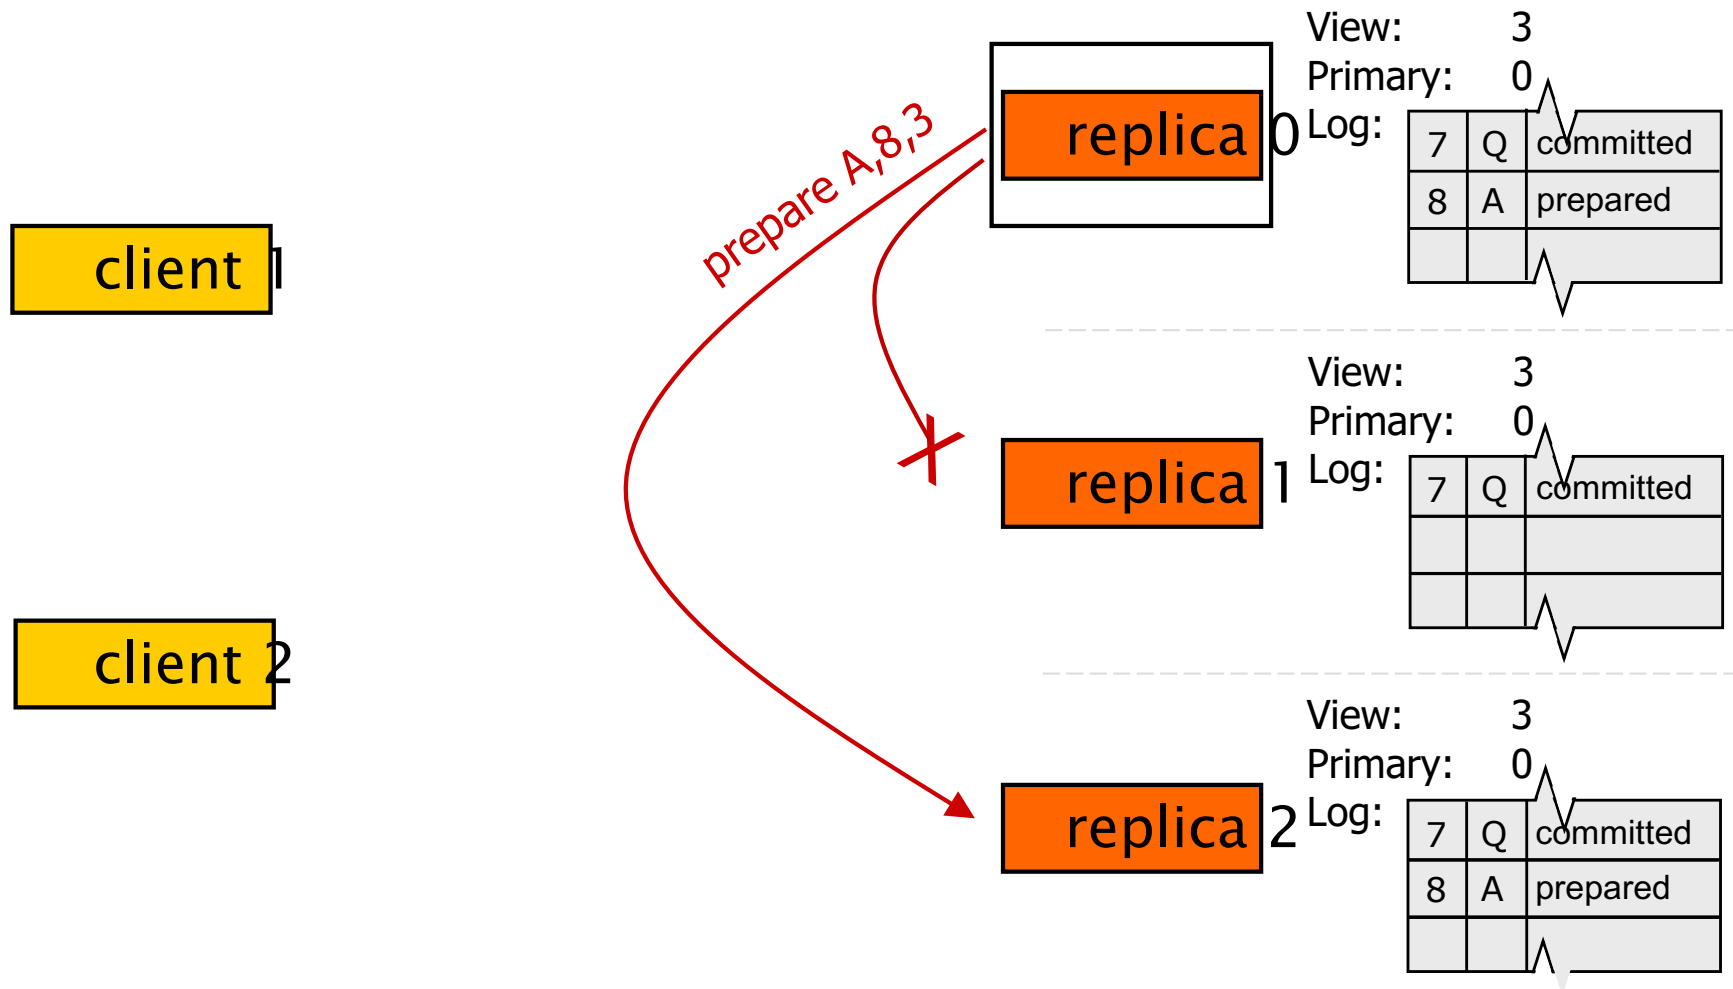 View: 3
Primary: 0
replica 0
Log:
7 Q committed
8 A prepared
prepare A,8,3
client 1
View: 3
Primary: 0
replica 1
Log:
7 Q committed
client 2
View: 3
Primary: 0
replica 2
Log:
7 Q committed
8 A prepared